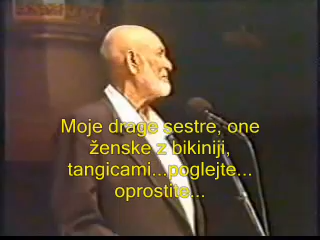 Moje drage sestre, one
ženske z bikiniji,
tangicami...poglejte...
oprostite...